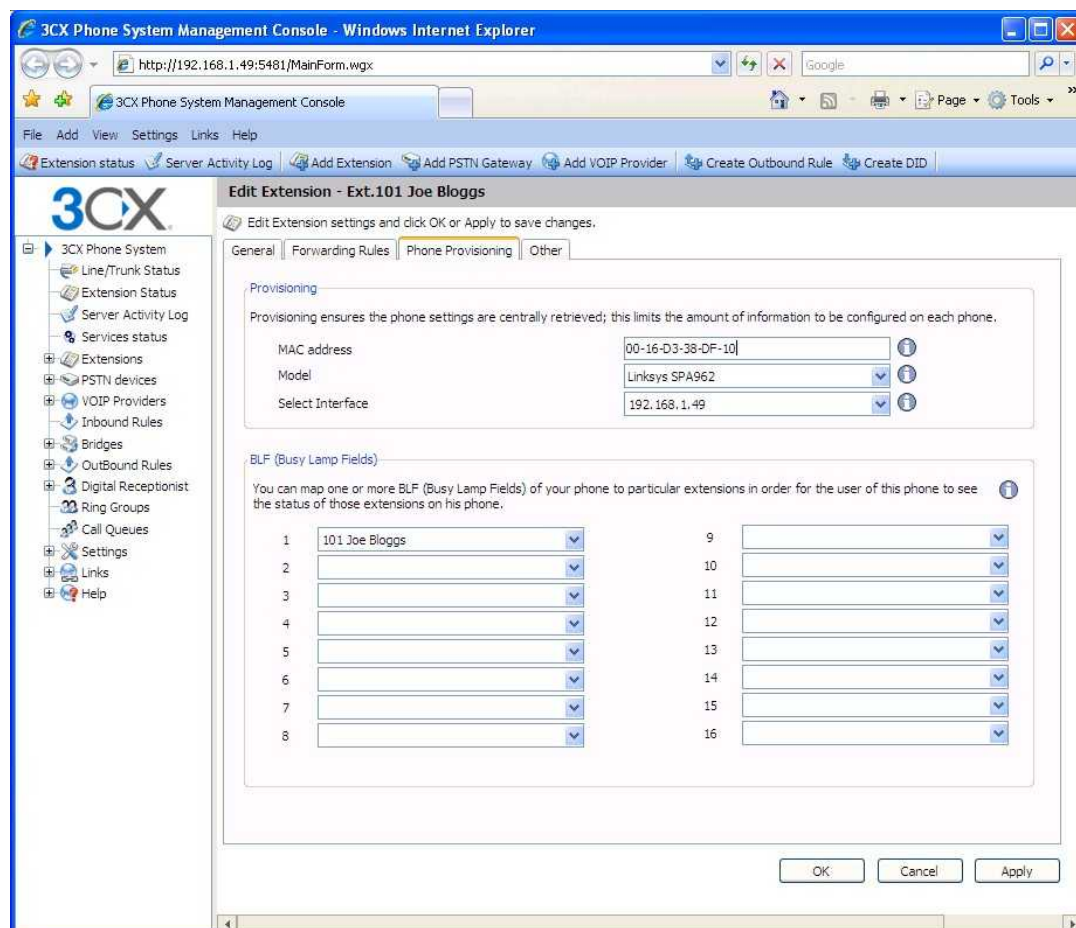 3CX Phone System Management Console - Windows Internet Explorer
http://192.168.1.49:5481/MainForm.wgx
Google
3CX Phone System Management Console
Page
Tools
File Add View Settings Links Help
Extension status Server Activity Log Add Extension Add PSTN Gateway Add VOIP Provider Create Outbound Rule Create DID
3CX
3CX Phone System
Line/Trunk Status
Extension Status
Server Activity Log
Services status
Extensions
PSTN devices
VOIP Providers
Inbound Rules
Bridges
OutBound Rules
Digital Receptionist
Ring Groups
Call Queues
Settings
Links
Help
Edit Extension - Ext.101 Joe Bloggs
Edit Extension settings and click OK or Apply to save changes.
General Forwarding Rules Phone Provisioning Other
Provisioning
Provisioning ensures the phone settings are centrally retrieved; this limits the amount of information to be configured on each phone.
MAC address 00-16-D3-38-DF-10
Model Linksys SPA962
Select Interface 192.168.1.49
BLF (Busy Lamp Fields)
You can map one or more BLF (Busy Lamp Fields) of your phone to particular extensions in order for the user of this phone to see
the status of those extensions on his phone.
1 101 Joe Bloggs 9
2 10
3 11
4 12
5 13
6 14
7 15
8 16
OK Cancel Apply